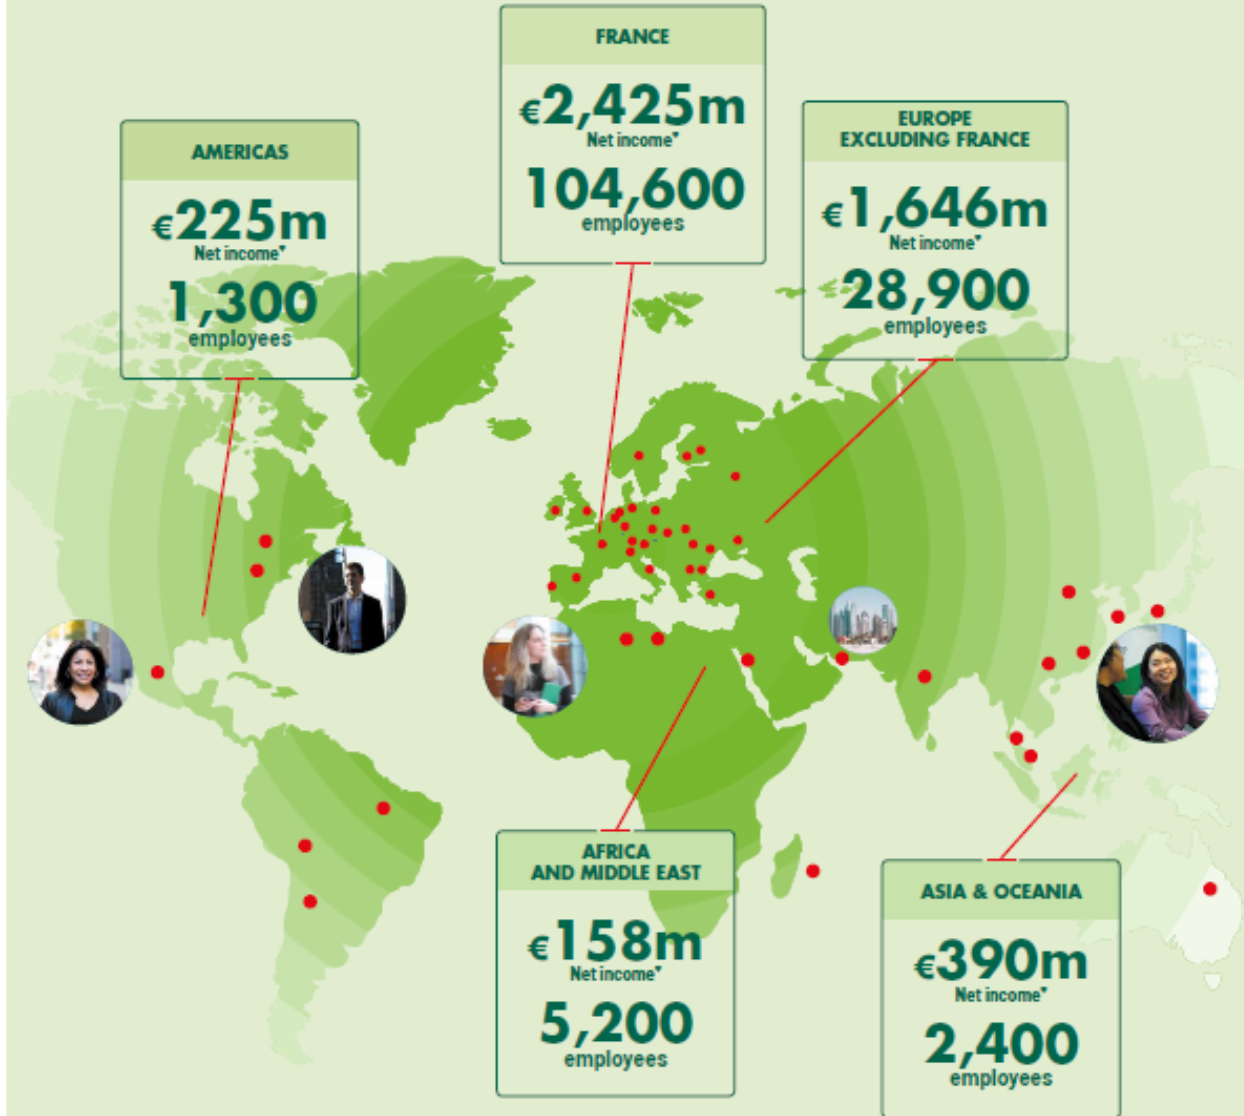 FRANCE
€2,425m
Net income*
104,600
employees
EUROPE
EXCLUDING FRANCE
€1,646m
Net income*
28,900
employees
AMERICAS
€225m
Net income*
1,300
employees
AFRICA
AND MIDDLE EAST
€158m
Net income*
5,200
employees
ASIA & OCEANIA
€390m
Net income*
2,400
employees